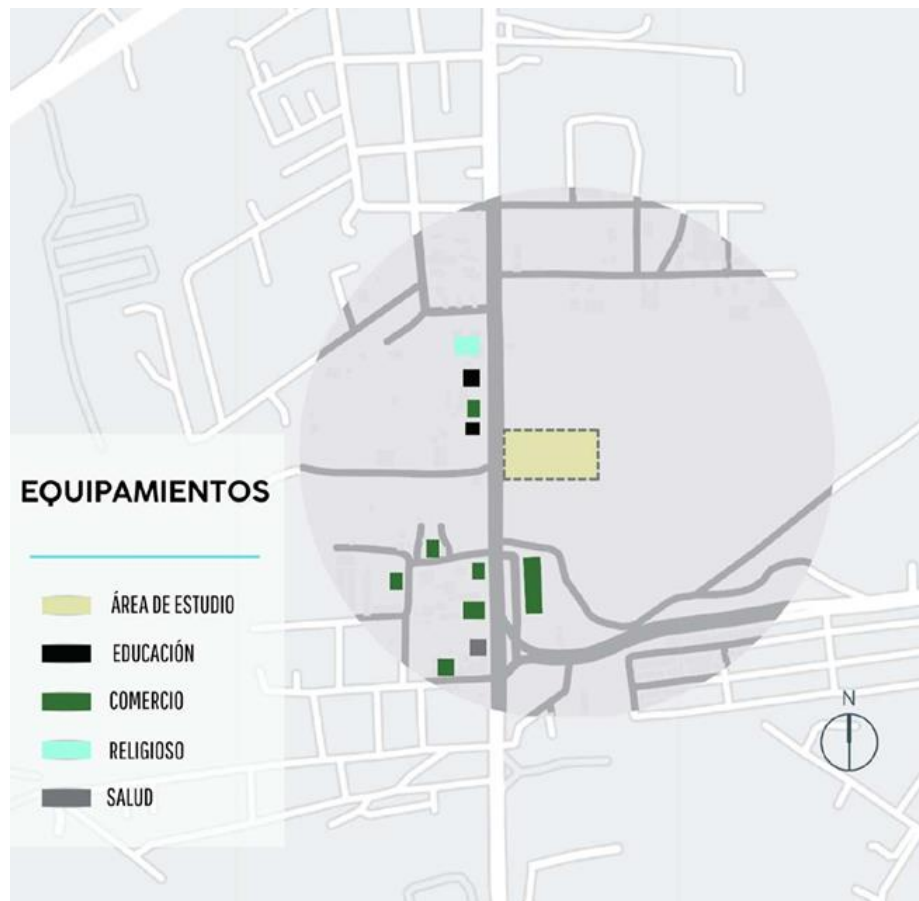 EQUIPAMIENTOS
ÁREA DE ESTUDIO
EDUCACIÓN
COMERCIO
RELIGIOSO
SALUD
N